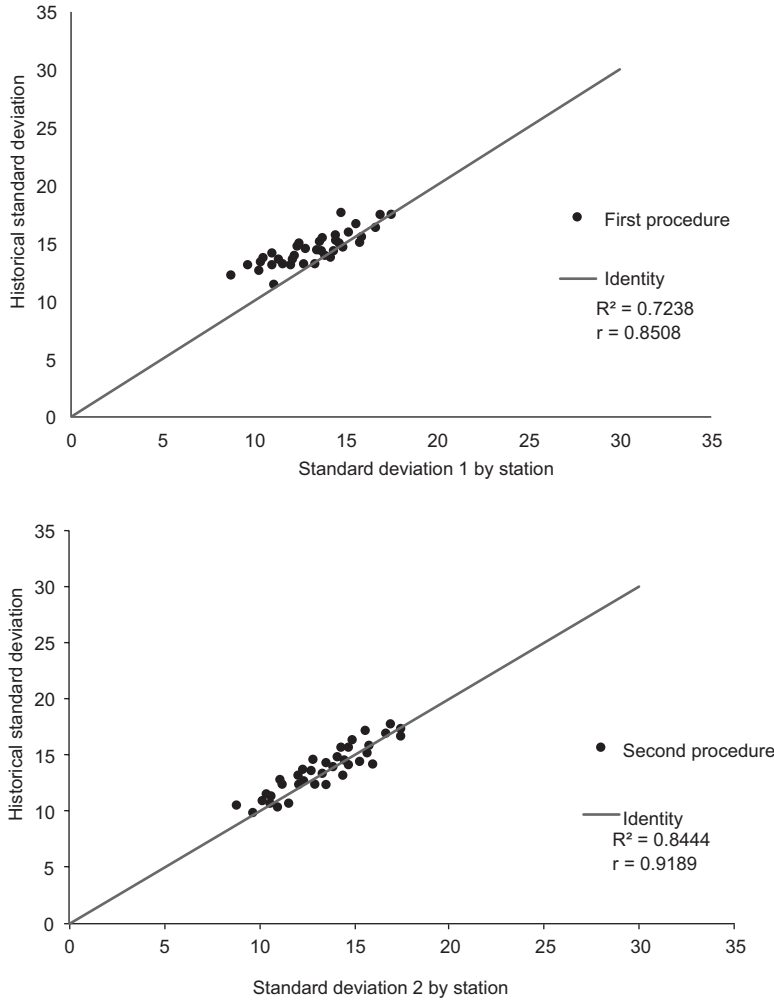 35
30
25
20
15
10
5
0
Historical standard deviation
First procedure
Identity
R² = 0.7238
r = 0.8508
0 5 10 15 20 25 30 35
Standard deviation 1 by station
35
30
25
20
15
10
5
0
Historical standard deviation
Second procedure
Identity
R² = 0.8444
r = 0.9189
0 5 10 15 20 25 30 35
Standard deviation 2 by station